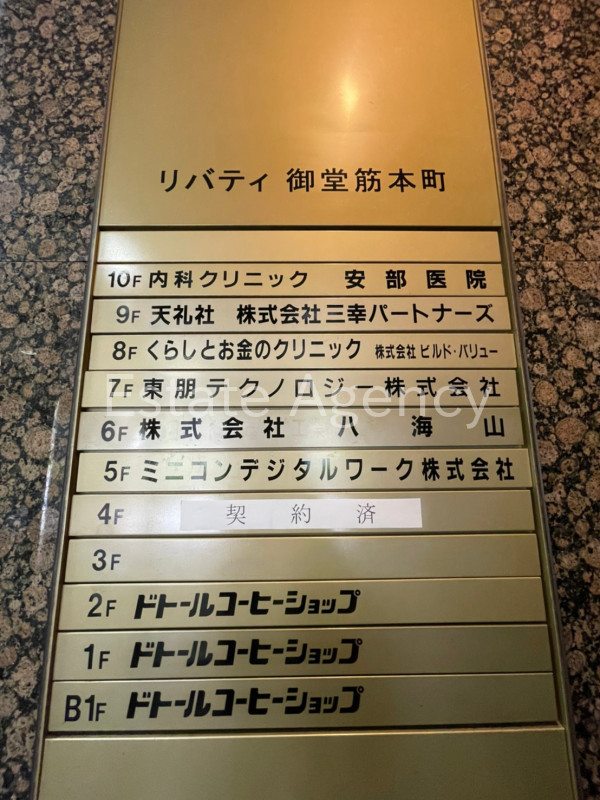 リバティ 御堂筋本町
10F 内科クリニック 安部医院
9F 天礼社 株式会社三幸パートナーズ
8F くらしとお金のクリニック 株式会社 ビルド・バリュー
7F 東朋テクノロジー株式会社
Estate Agency
6F 株式会社 八海山
5F ミニコンデジタルワーク株式会社
4F 契約済
3F
2F ドトールコーヒーショップ
1F ドトールコーヒーショップ
B1F ドトールコーヒーショップ